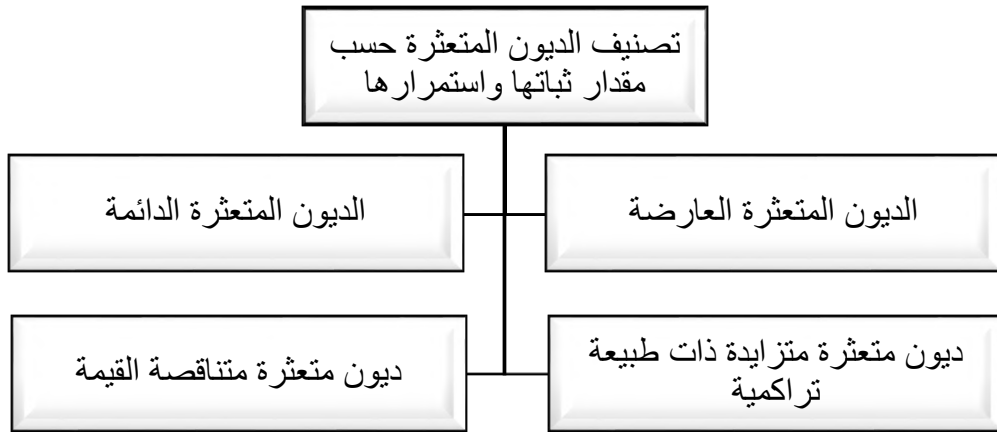 تصنيف الديون المتعثرة حسب
مقدار ثباتها واستمرارها
الديون المتعثرة العارضة
الديون المتعثرة الدائمة
ديون متعثرة متزايدة ذات طبيعة
تراكمية
ديون متعثرة متناقصة القيمة